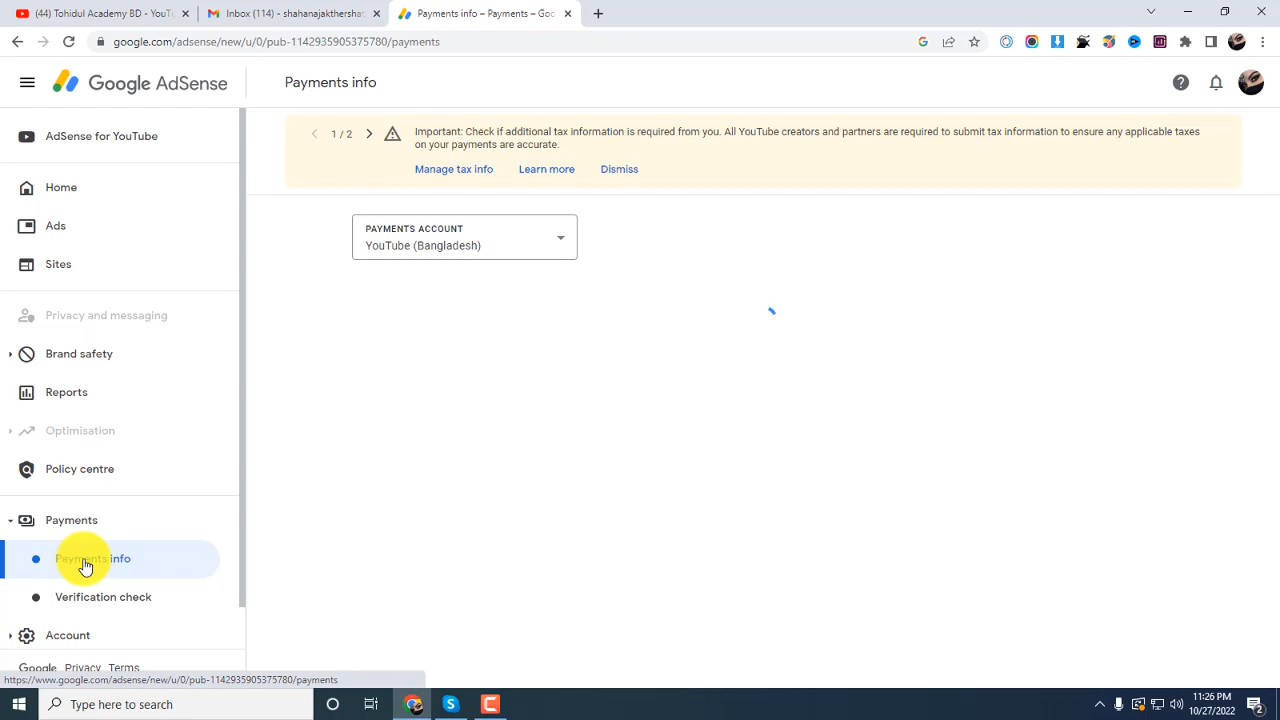 (44) Tohidul Academy BD - YouTu
Inbox (114) - shahanajakthershat
Payments info – Payments – Goo
google.com/adsense/new/u/0/pub-1142935905375780/payments
Google AdSense
Payments info
AdSense for YouTube
1 / 2
Important: Check if additional tax information is required from you. All YouTube creators and partners are required to submit tax information to ensure any applicable taxes
on your payments are accurate.
Manage tax info
Learn more
Dismiss
Home
Ads
Sites
PAYMENTS ACCOUNT
YouTube (Bangladesh)
Privacy and messaging
Brand safety
Reports
Optimisation
Policy centre
Payments
Payments info
Verification check
Account
Google Privacy Terms
https://www.google.com/adsense/new/u/0/pub-1142935905375780/payments
Type here to search
11:26 PM
10/27/2022
2